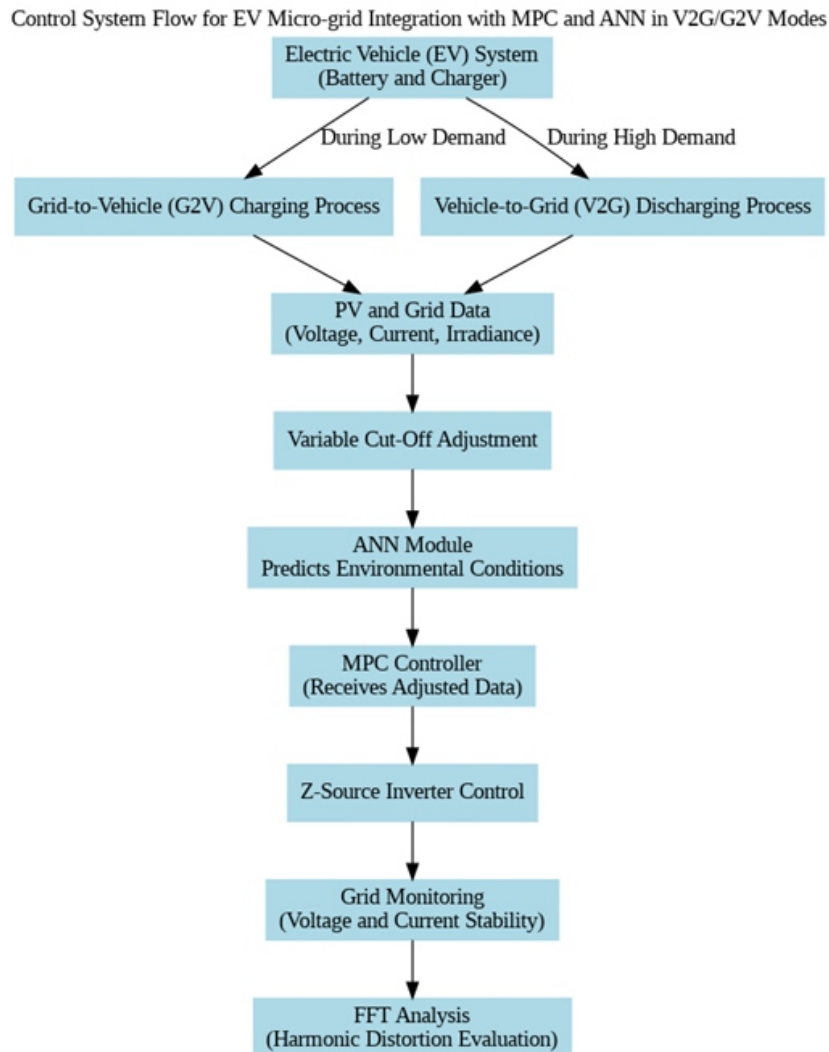 Control System Flow for EV Micro-grid Integration with MPC and ANN in V2G/G2V Modes
Electric Vehicle (EV) System
(Battery and Charger)
During Low Demand
During High Demand
Grid-to-Vehicle (G2V) Charging Process
Vehicle-to-Grid (V2G) Discharging Process
PV and Grid Data
(Voltage, Current, Irradiance)
Variable Cut-Off Adjustment
ANN Module
Predicts Environmental Conditions
MPC Controller
(Receives Adjusted Data)
Z-Source Inverter Control
Grid Monitoring
(Voltage and Current Stability)
FFT Analysis
(Harmonic Distortion Evaluation)